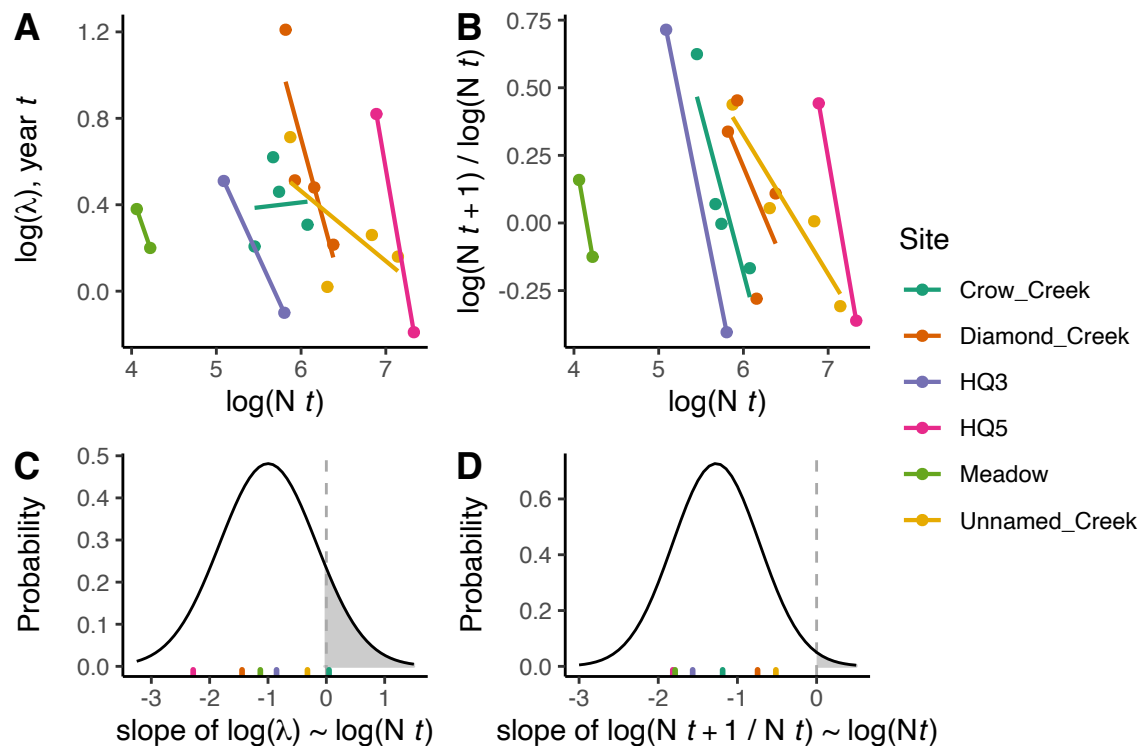 A
log(λ), year t
1.2
0.8
0.4
0.0
4
5
6
7
log(N t)
B
log(N t + 1) / log(N t)
0.75
0.50
0.25
0.00
-0.25
4
5
6
7
log(N t)
Site
Crow_Creek
Diamond_Creek
HQ3
HQ5
Meadow
Unnamed_Creek
C
Probability
0.5
0.4
0.3
0.2
0.1
0.0
-3
-2
-1
0
1
slope of log(λ) ~ log(N t)
D
Probability
0.6
0.4
0.2
0.0
-3
-2
-1
0
slope of log(N t + 1 / N t) ~ log(Nt)